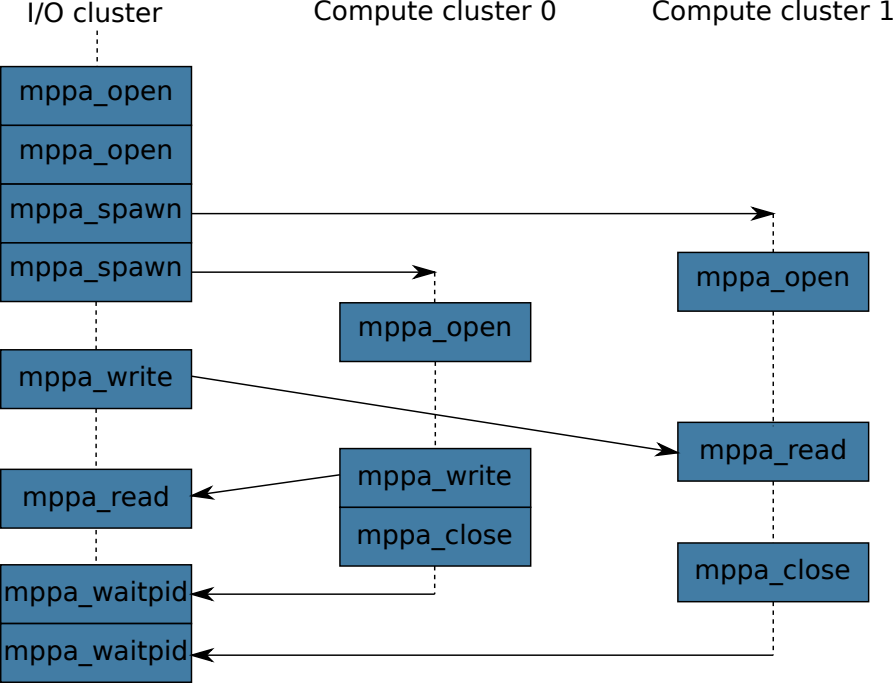 I/O cluster
Compute cluster 0
Compute cluster 1
mppa_open
mppa_open
mppa_spawn
mppa_spawn
mppa_open
mppa_open
mppa_write
mppa_read
mppa_write
mppa_read
mppa_close
mppa_close
mppa_waitpid
mppa_waitpid